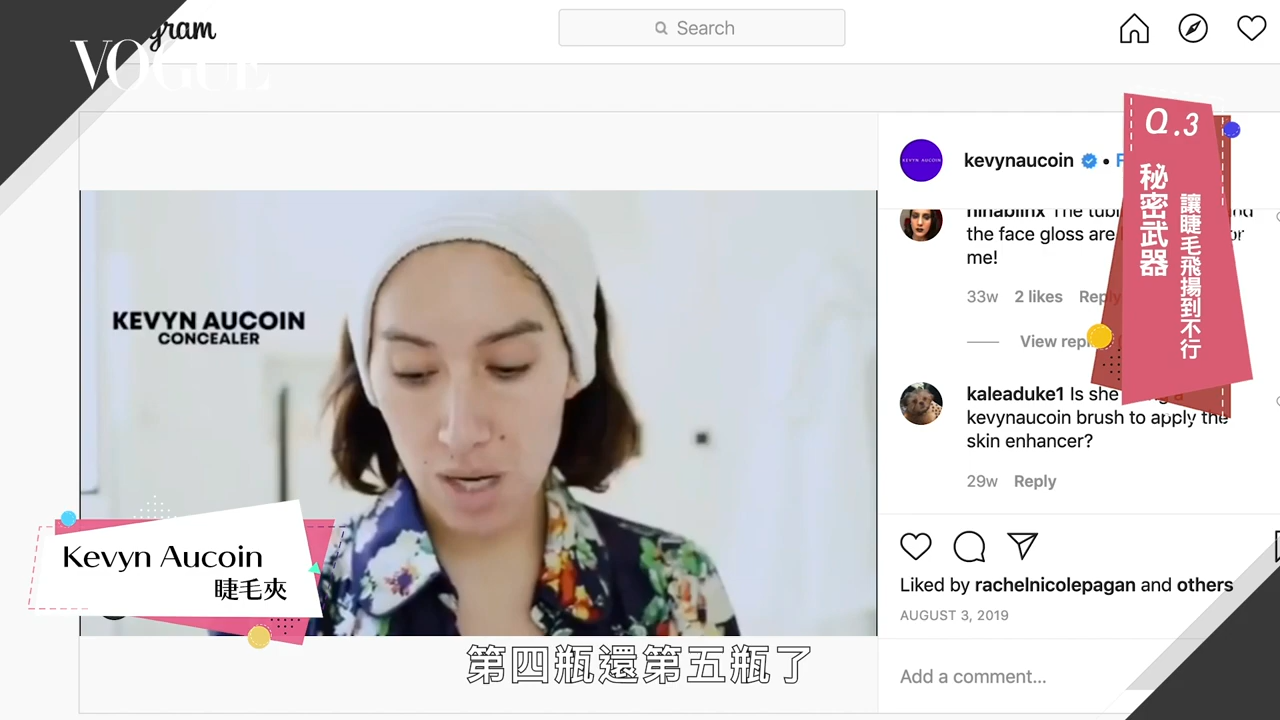 gram
VOGUE
Search
Q.3
秘密武器
讓睫毛飛揚到不行
kevynaucoin
KEVYN AUCOIN
ninablinx The
the face gloss are
me!
33w 2 likes Reply
View
kaleaduke1 Is she
kevynaucoin brush to apply the
skin enhancer?
29w Reply
KEVYN AUCOIN
CONCEALER
Kevyn Aucoin
睫毛夾
Liked by rachelnicolepagan and others
AUGUST 3, 2019
Add a comment...
第四瓶還第五瓶了